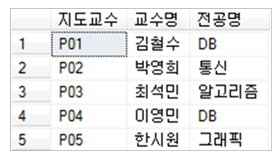 지도교수 교수명 전공명
1 P01 김철수 DB
2 P02 박영희 통신
3 P03 최석민 알고리즘
4 P04 이영민 DB
5 P05 한시원 그래픽